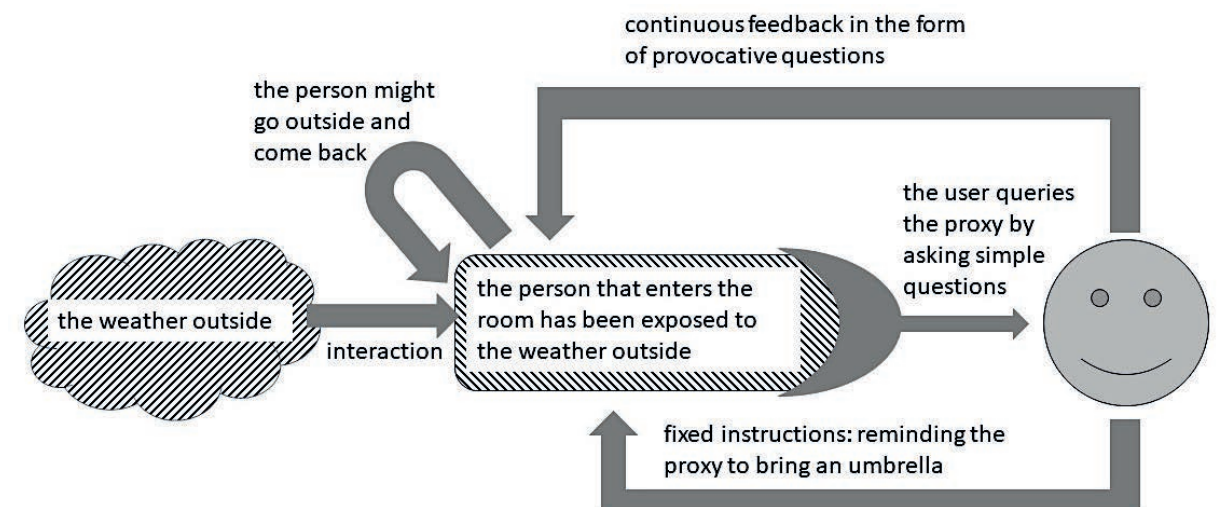 continuous feedback in the form
of provocative questions
the person might
go outside and
come back
the user queries
the proxy by
asking simple
questions
the weather outside
interaction
the person that enters the
room has been exposed to
the weather outside
fixed instructions: reminding the
proxy to bring an umbrella